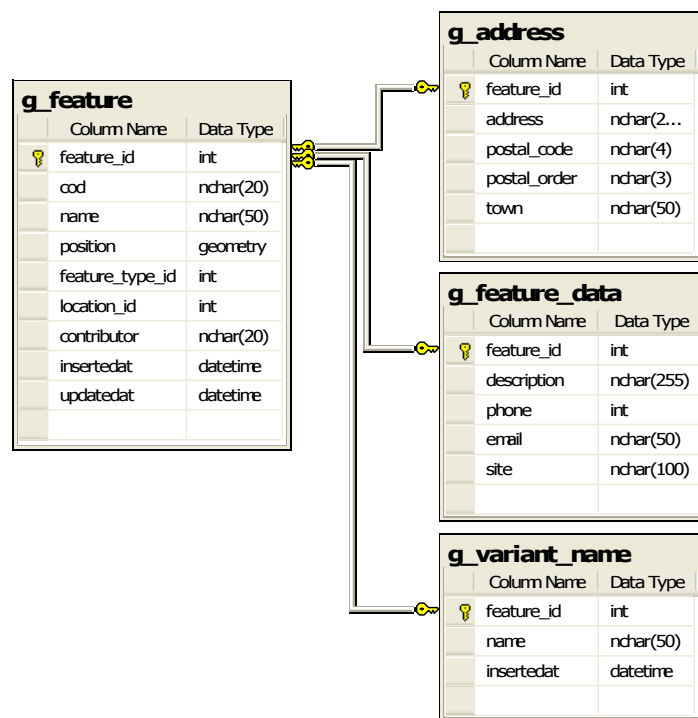 g_feature
Column Name Data Type
feature_id int
cod nchar(20)
name nchar(50)
position geometry
feature_type_id int
location_id int
contributor nchar(20)
insertedat datetime
updatedat datetime
g_address
Column Name Data Type
feature_id int
address nchar(2...
postal_code nchar(4)
postal_order nchar(3)
town nchar(50)
g_feature_data
Column Name Data Type
feature_id int
description nchar(255)
phone int
email nchar(50)
site nchar(100)
g_variant_name
Column Name Data Type
feature_id int
name nchar(50)
insertedat datetime